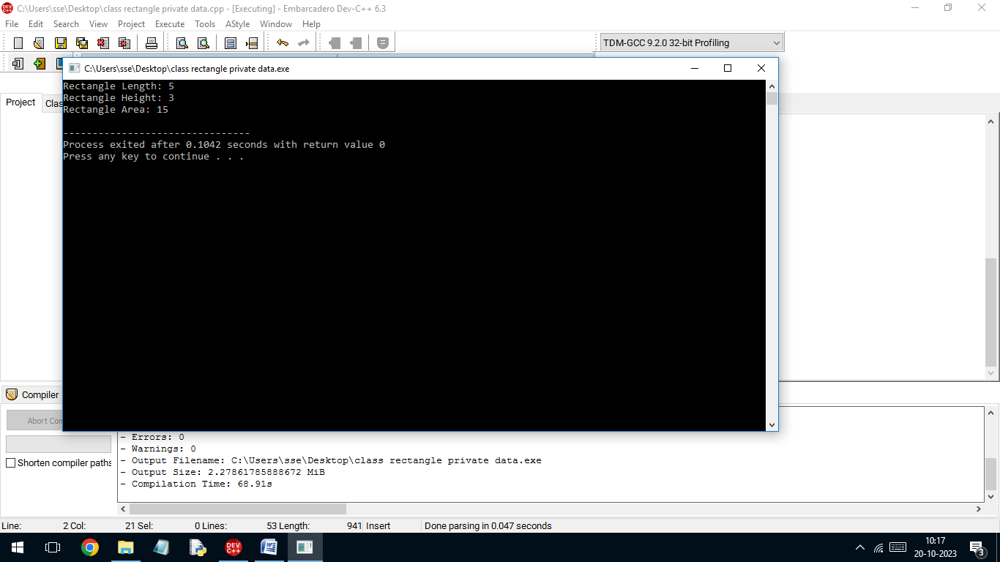 C:\Users\sse\Desktop\class rectangle private data.cpp - [Executing] - Embarcadero Dev-C++ 6.3
File Edit Search View Project Execute Tools AStyle Window Help
TDM-GCC 9.2.0 32-bit Profiling
C:\Users\sse\Desktop\class rectangle private data.exe
Project Clas
Rectangle Length: 5
Rectangle Height: 3
Rectangle Area: 15
--------------------------------
Process exited after 0.1042 seconds with return value 0
Press any key to continue . . .
Compiler
Abort Con
Shorten compiler paths
- Errors: 0
- Warnings: 0
- Output Filename: C:\Users\sse\Desktop\class rectangle private data.exe
- Output Size: 2.27861785888672 MiB
- Compilation Time: 68.91s
Line: 2 Col: 21 Sel: 0 Lines: 53 Length: 941 Insert Done parsing in 0.047 seconds
DEV C++
10:17
20-10-2023
3